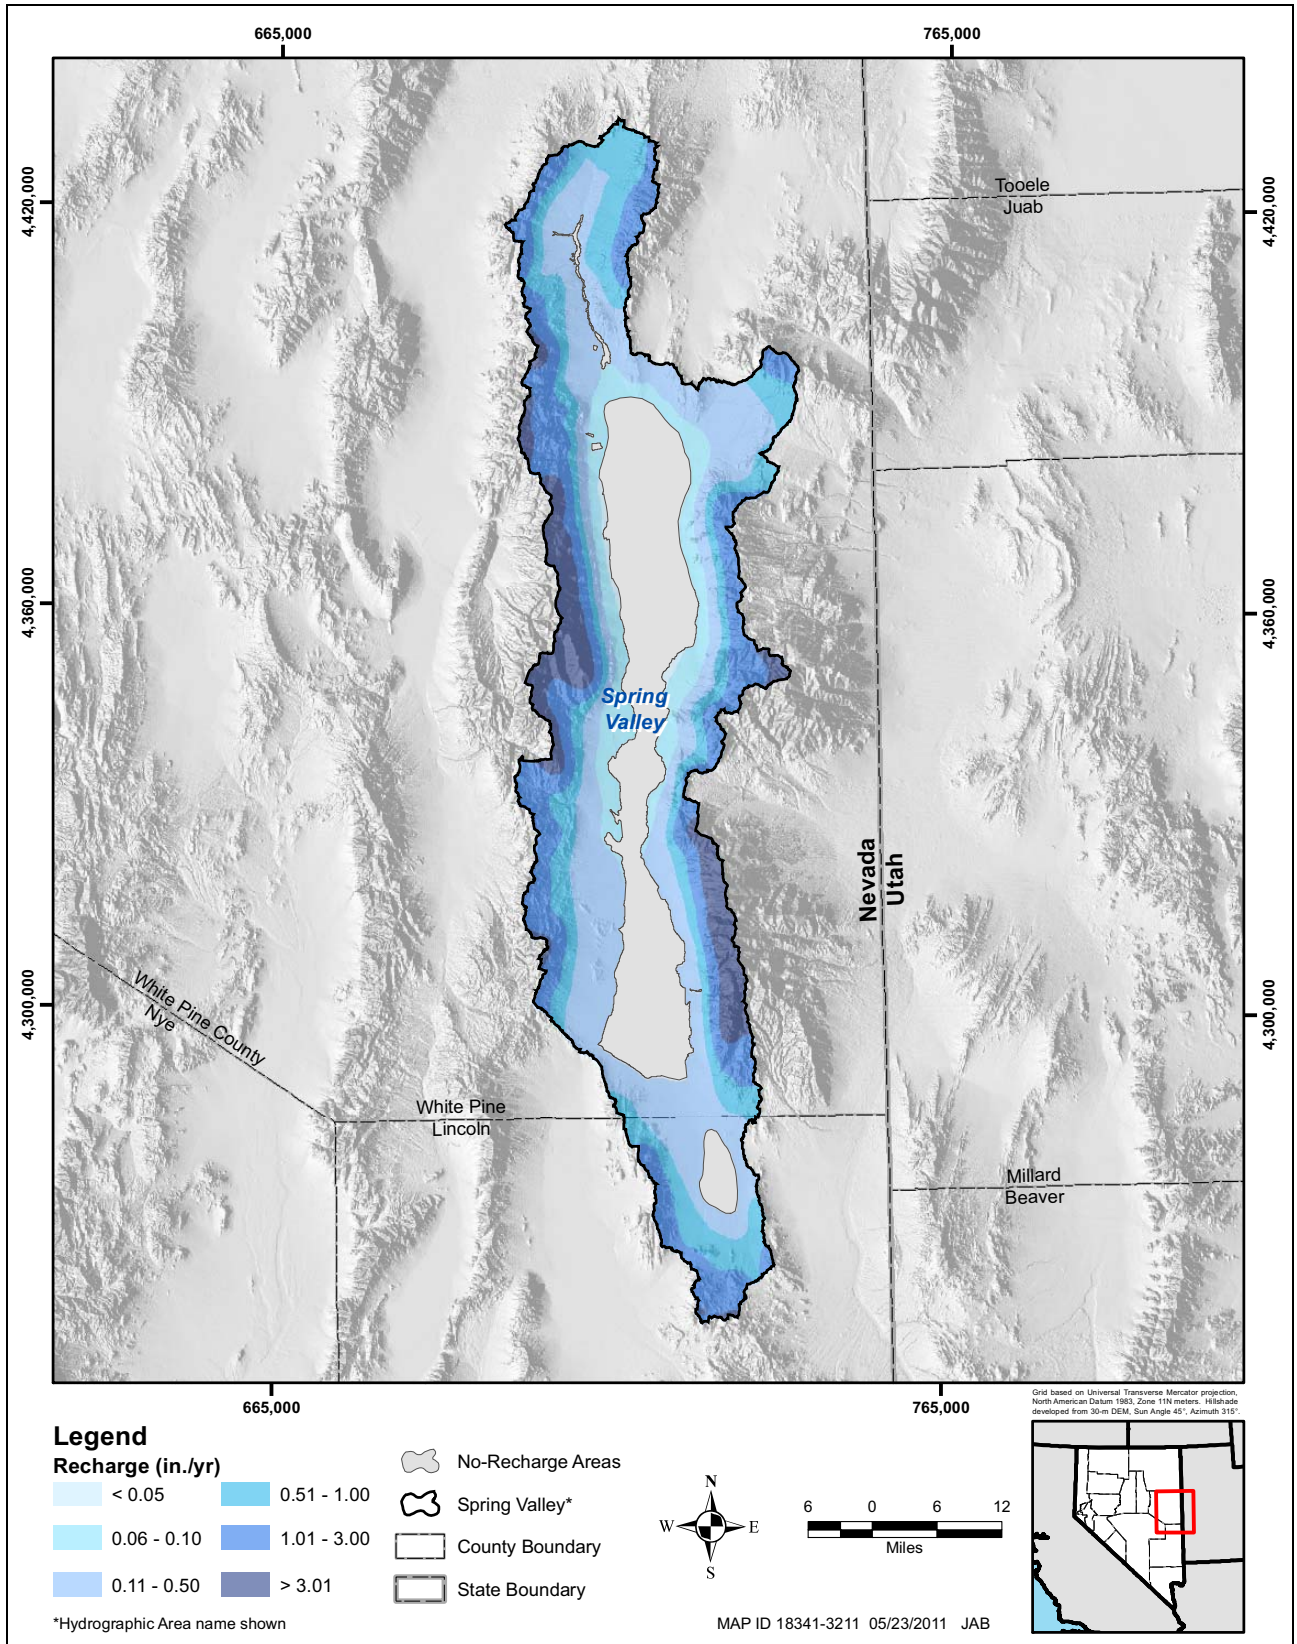 665,000
765,000
4,420,000
4,420,000
Tooele
Juab
4,360,000
4,360,000
Spring
Valley
Nevada
Utah
4,300,000
4,300,000
White Pine County
Nye
White Pine
Lincoln
Millard
Beaver
665,000
765,000
Grid based on Universal Transverse Mercator projection,
North American Datum 1983, Zone 11N meters. Hillshade
developed from 30-m DEM, Sun Angle 45°, Azimuth 315°.
Legend
Recharge (in./yr)
< 0.05
0.06 - 0.10
0.11 - 0.50
0.51 - 1.00
1.01 - 3.00
> 3.01
No-Recharge Areas
Spring Valley*
County Boundary
State Boundary
N
W E
S
6 0 6 12
Miles
*Hydrographic Area name shown
MAP ID 18341-3211 05/23/2011 JAB